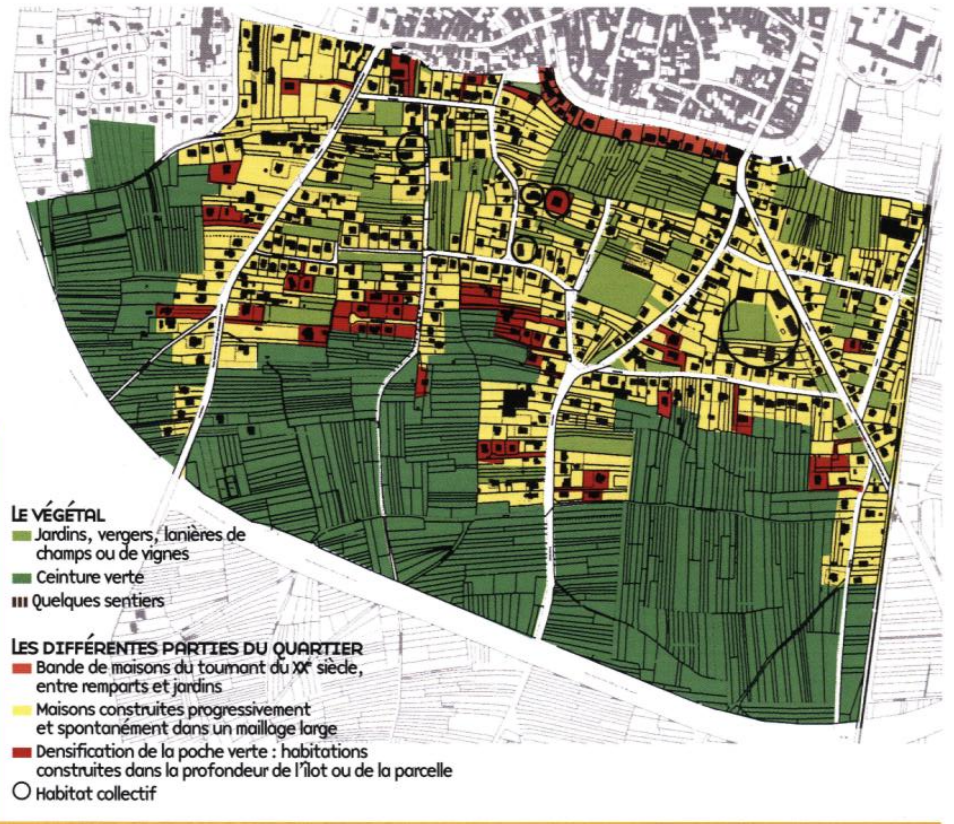 LE VÉGÉTAL
Jardins, vergers, lanières de
champs ou de vignes
Ceinture verte
Quelques sentiers
LES DIFFÉRENTES PARTIES DU QUARTIER
Bande de maisons du tournant du XXe siècle,
entre remparts et jardins
Maisons construites progressivement
et spontanément dans un maillage large
Densification de la poche verte : habitations
construites dans la profondeur de l'îlot ou de la parcelle
Habitat collectif